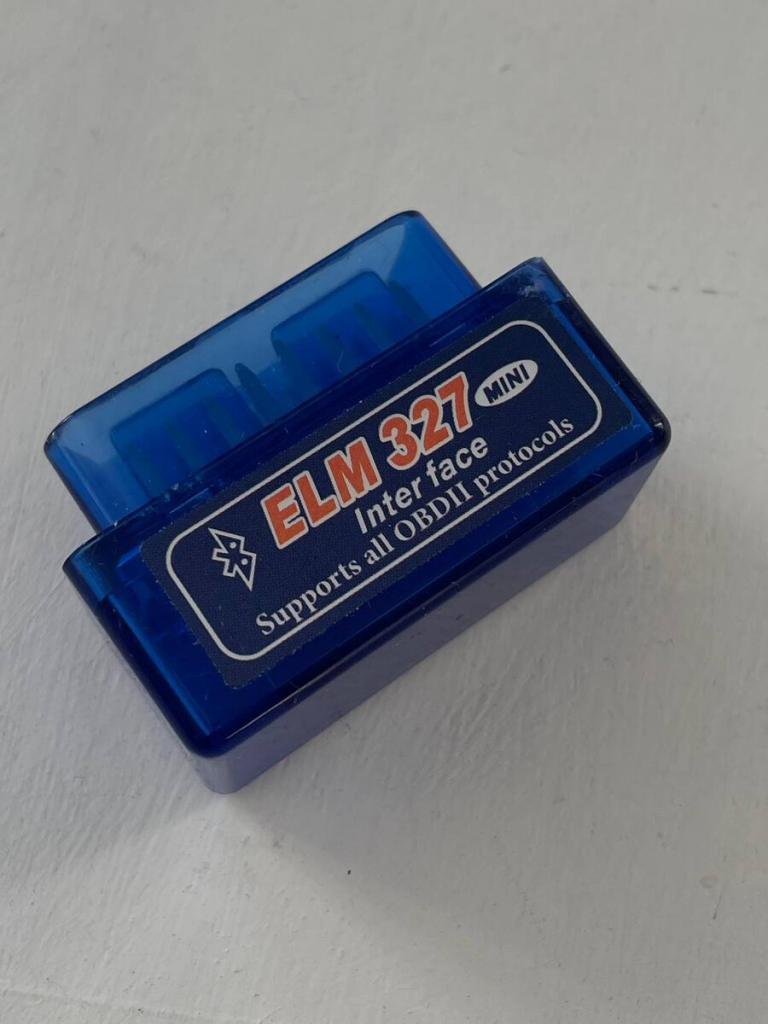 ELM 327 MINI
Inter face
Supports all OBDII protocols